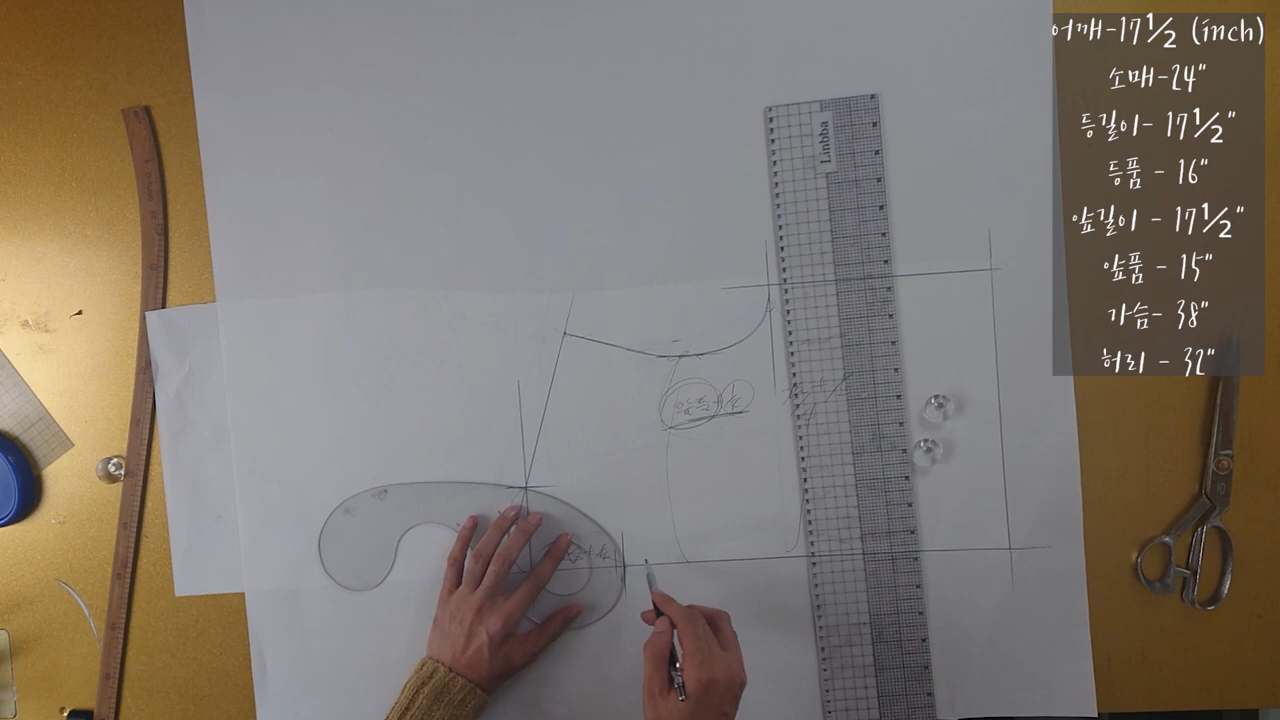 어깨-17½ (inch)
소매-24"
등길이- 17½"
등품 - 16"
앞길이 - 17½"
앞품 - 15"
가슴- 38"
허리 - 32"
Linbba